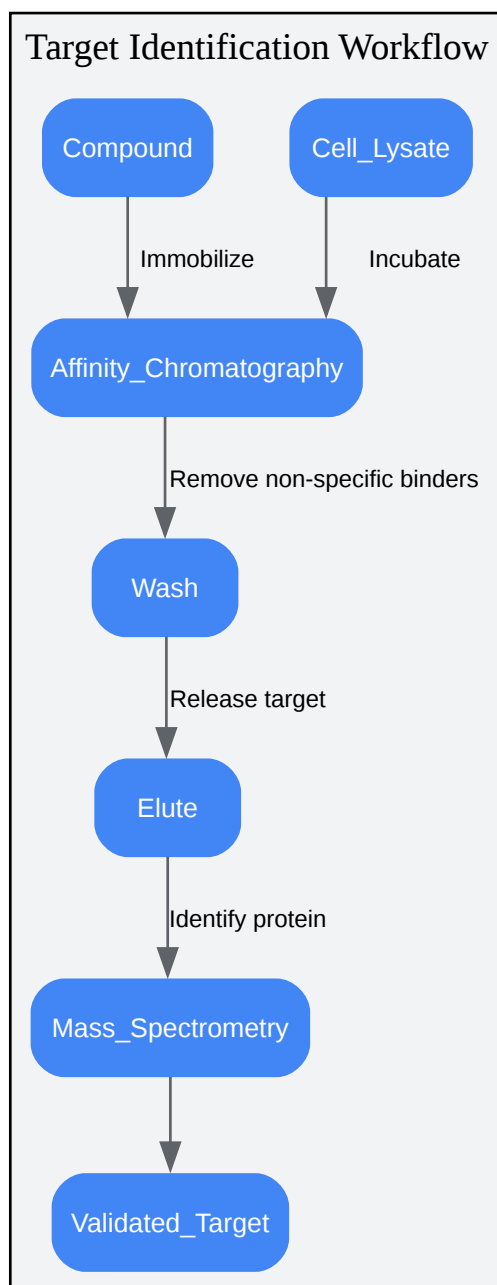 Target Identification Workflow
Compound
Cell_Lysate
Immobilize
Incubate
Affinity_Chromatography
Remove non-specific binders
Wash
Release target
Elute
Identify protein
Mass_Spectrometry
Validated_Target